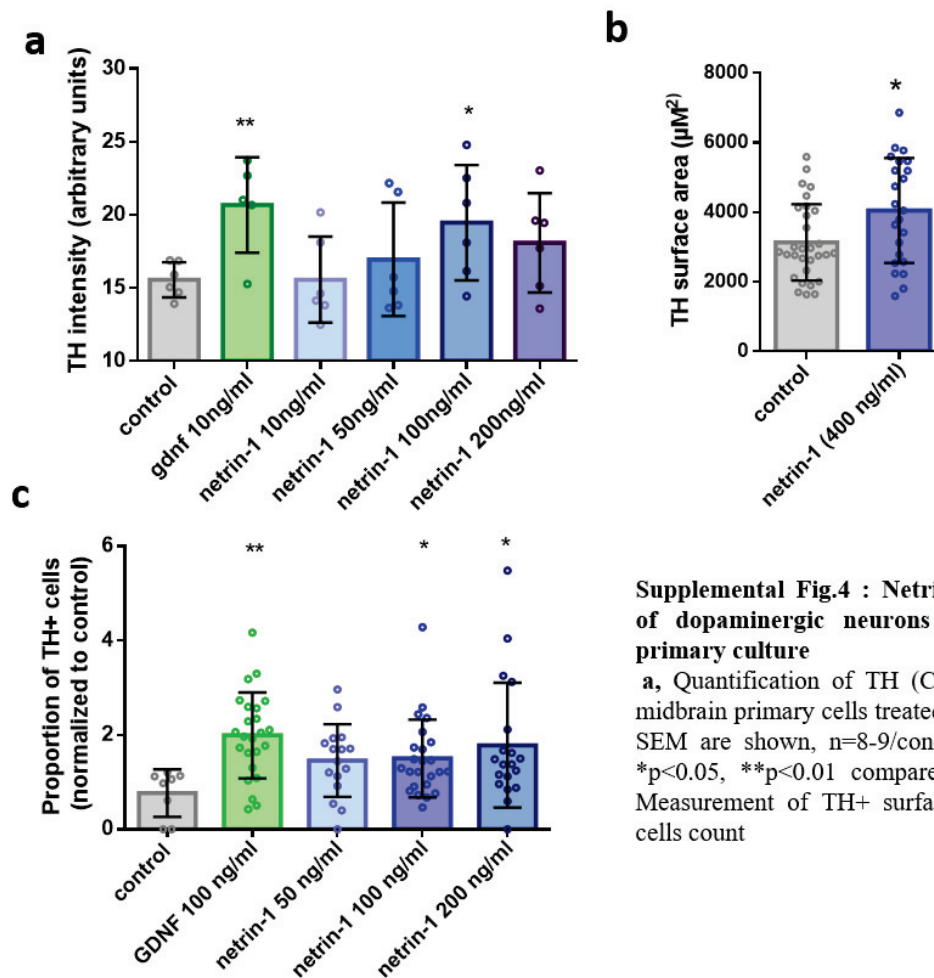 a
TH intensity (arbitrary units)
30
25
20
15
10
**
*
control
gdnf 10ng/ml
netrin-1 10ng/ml
netrin-1 50ng/ml
netrin-1 100ng/ml
netrin-1 200ng/ml
b
TH surface area (µM²)
8000
6000
4000
2000
0
*
control
netrin-1 (400 ng/ml)
c
Proportion of TH+ cells
(normalized to control)
6
4
2
0
**
*
*
control
GDNF 100 ng/ml
netrin-1 50 ng/ml
netrin-1 100 ng/ml
netrin-1 200 ng/ml
Supplemental Fig.4 : Netri
of dopaminergic neurons
primary culture
a, Quantification of TH (C
midbrain primary cells treated
SEM are shown, n=8-9/con
*p<0.05, **p<0.01 compare
Measurement of TH+ surfa
cells count